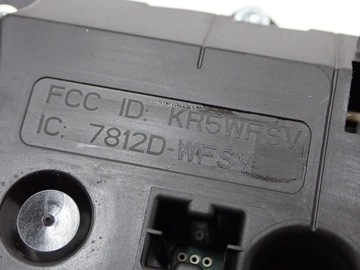 FCC ID: KR5WFSV
IC: 7812D-WFSV